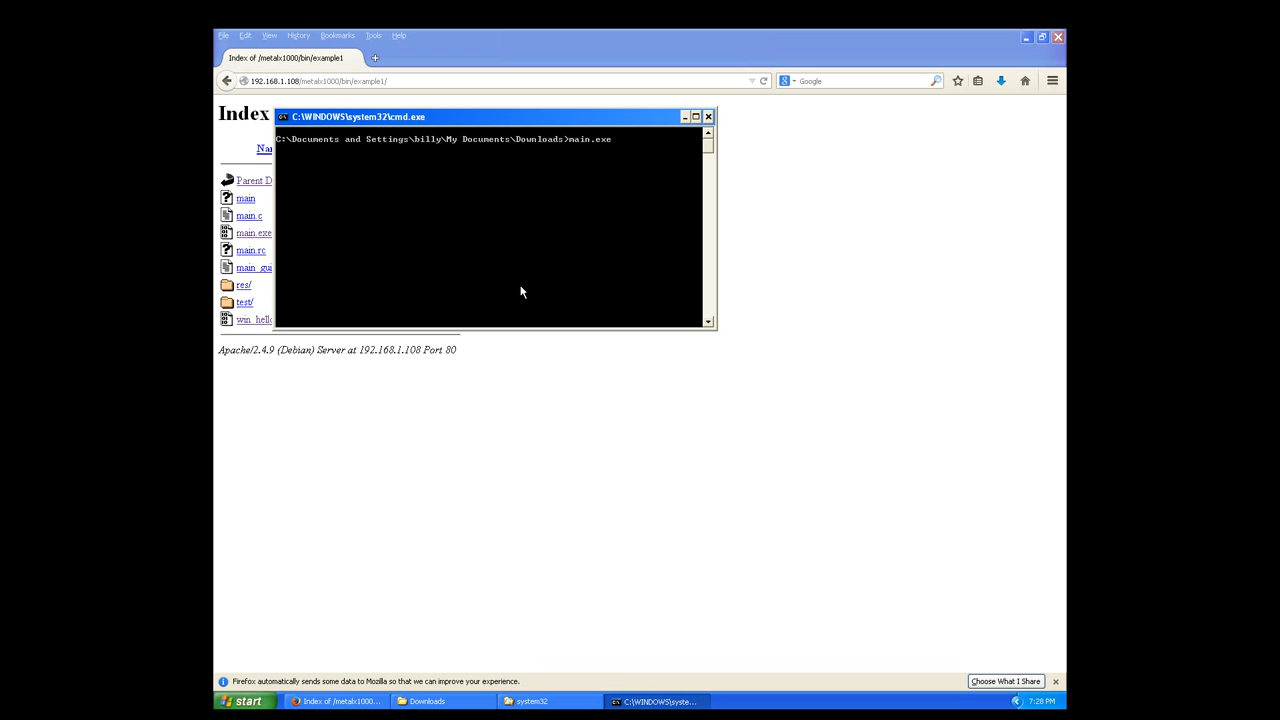 File Edit View History Bookmarks Tools Help
Index of /metalx1000/bin/example1
192.168.1.108/metalx1000/bin/example1/
Google
Index
C:\WINDOWS\system32\cmd.exe
C:\Documents and Settings\billy\My Documents\Downloads>main.exe
Na
Parent D
main
main.c
main.exe
main.rc
main_gui
res/
test/
win_hello
Apache/2.4.9 (Debian) Server at 192.168.1.108 Port 80
Firefox automatically sends some data to Mozilla so that we can improve your experience.
Choose What I Share
start
Index of /metalx1000...
Downloads
system32
C:\WINDOWS\syste...
7:28 PM